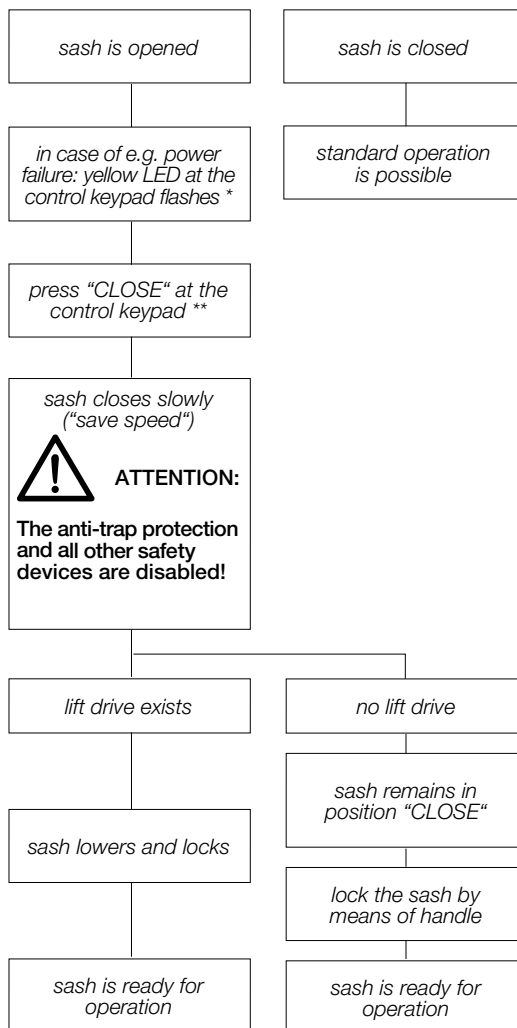 sash is opened
sash is closed
in case of e.g. power
failure: yellow LED at the
control keypad flashes *
standard operation
is possible
press “CLOSE“ at the
control keypad **
sash closes slowly
(“save speed“)
ATTENTION:
The anti-trap protection
and all other safety
devices are disabled!
lift drive exists
no lift drive
sash remains in
position “CLOSE“
sash lowers and locks
lock the sash by
means of handle
sash is ready for
operation
sash is ready for
operation